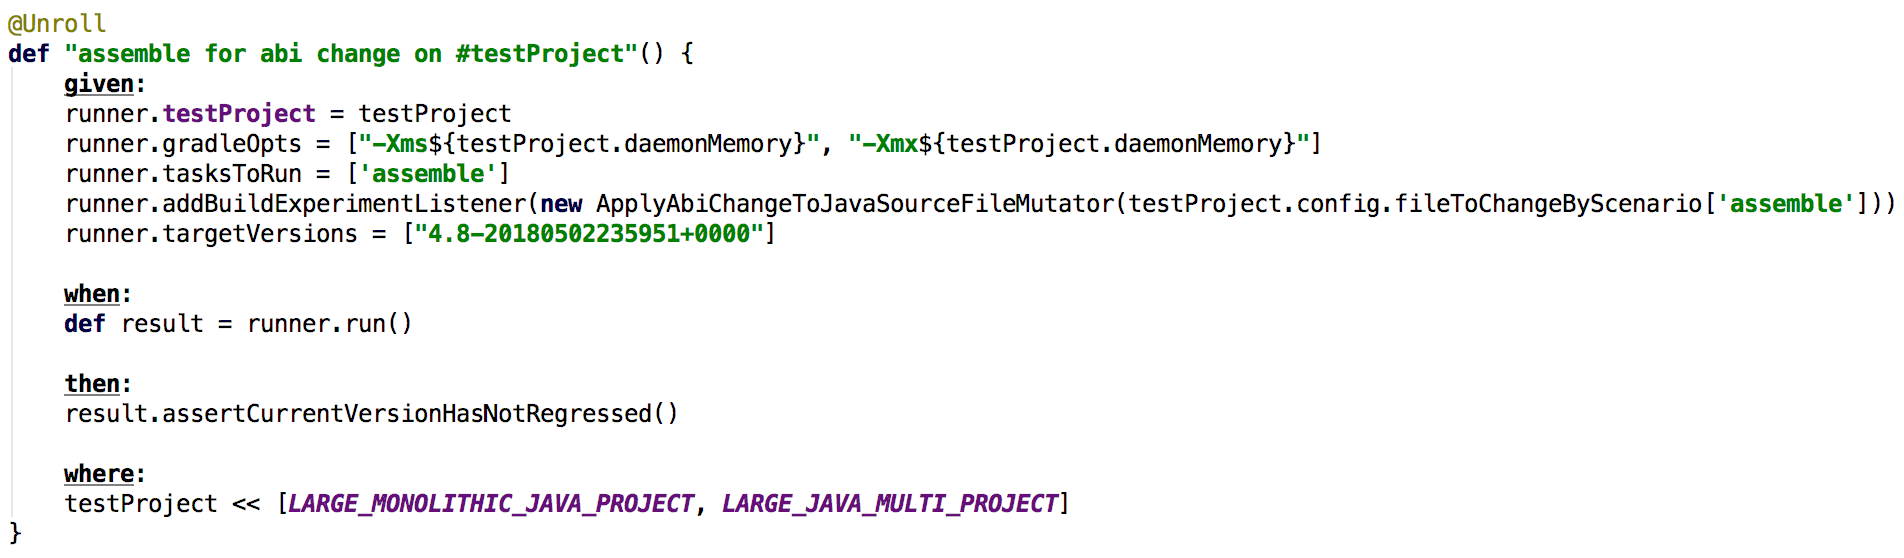 @Unroll
def "assemble for abi change on #testProject"() {
    given:
    runner.testProject = testProject
    runner.gradleOpts = ["-Xms${testProject.daemonMemory}", "-Xmx${testProject.daemonMemory}"]
    runner.tasksToRun = ['assemble']
    runner.addBuildExperimentListener(new ApplyAbiChangeToJavaSourceFileMutator(testProject.config.fileToChangeByScenario['assemble']))
    runner.targetVersions = ["4.8-20180502235951+0000"]

    when:
    def result = runner.run()

    then:
    result.assertCurrentVersionHasNotRegressed()

    where:
    testProject << [LARGE_MONOLITHIC_JAVA_PROJECT, LARGE_JAVA_MULTI_PROJECT]
}